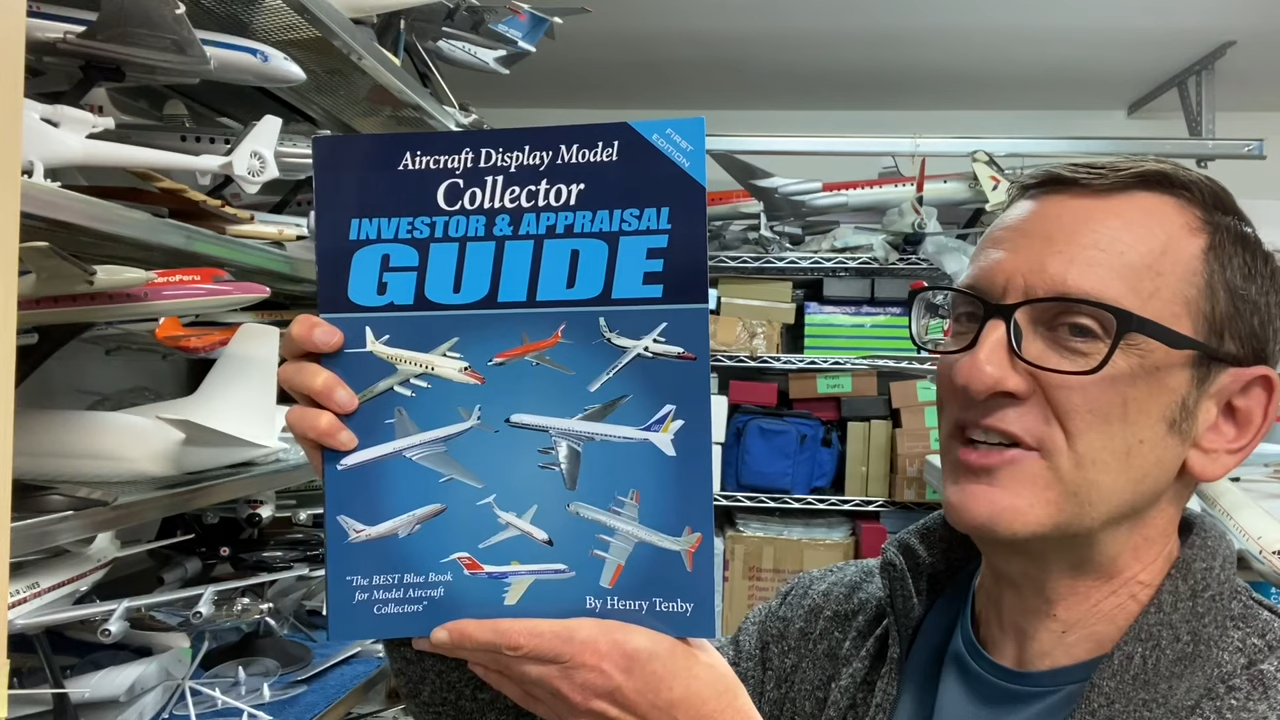 FIRST
EDITION
Aircraft Display Model
Collector
INVESTOR & APPRAISAL
GUIDE
"The BEST Blue Book
for Model Aircraft
Collectors"
By Henry Tenby
AeroPeru
AIR LINES